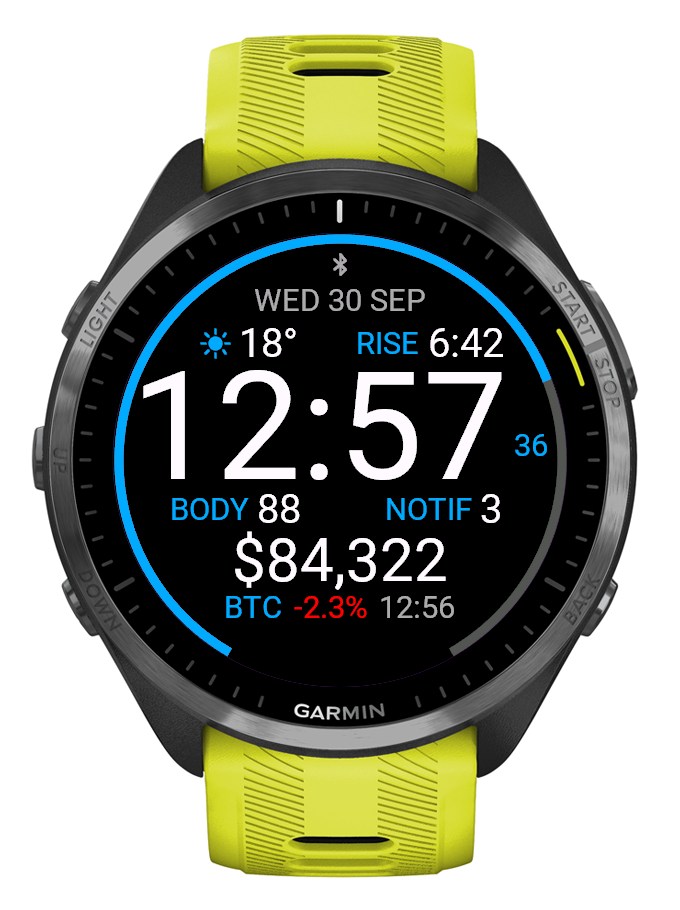 WED 30 SEP
18° RISE 6:42
12:57 36
BODY 88 NOTIF 3
$84,322
BTC -2.3% 12:56
LIGHT
START
STOP
UP
DOWN
BACK
GARMIN